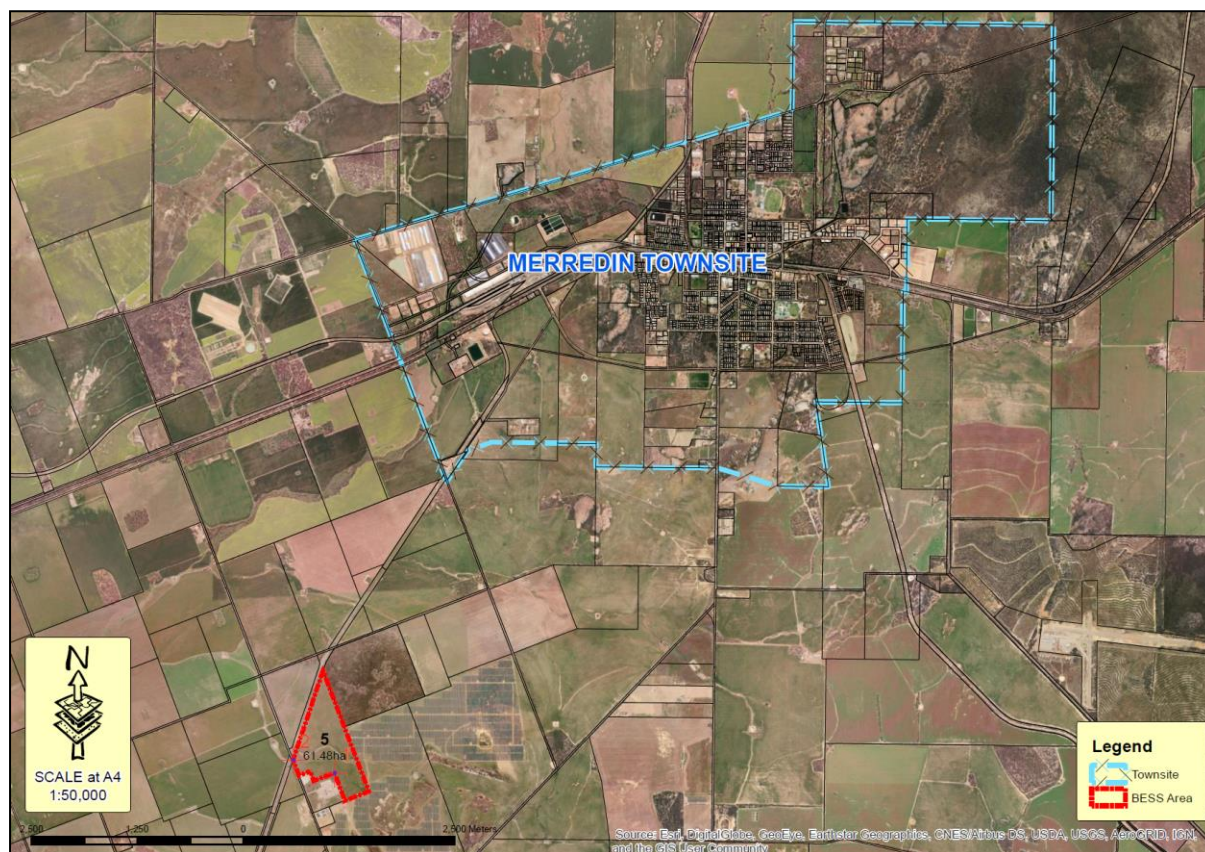 MERREDIN TOWNSITE
5
61.48ha
N
SCALE at A4
1:50,000
2,500 1,250 0 2,500 Meters
Legend
Townsite
BESS Area
Source: Esri, DigitalGlobe, GeoEye, Earthstar Geographics, CNES/Airbus DS, USDA, USGS, AeroGRID, IGN,
and the GIS User Community